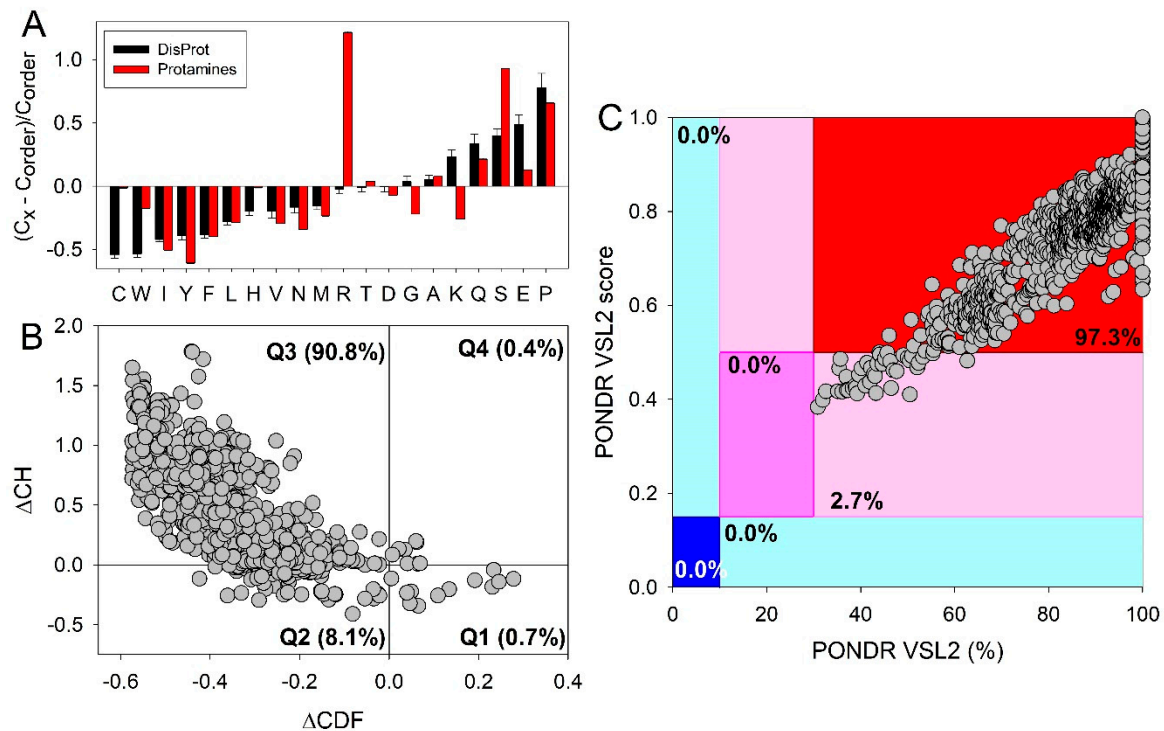 A
(Cx - Corder)/Corder
1.0
0.5
0.0
-0.5
DisProt
Protamines
C W I Y F L H V N M R T D G A K Q S E P
B
ΔCH
2.0
1.5
1.0
0.5
0.0
-0.5
Q3 (90.8%)
Q4 (0.4%)
Q2 (8.1%)
Q1 (0.7%)
-0.6 -0.4 -0.2 0.0 0.2 0.4
ΔCDF
C
PONDR VSL2 score
1.0
0.8
0.6
0.4
0.2
0.0
0.0%
97.3%
0.0%
2.7%
0.0%
0.0%
0 20 40 60 80 100
PONDR VSL2 (%)